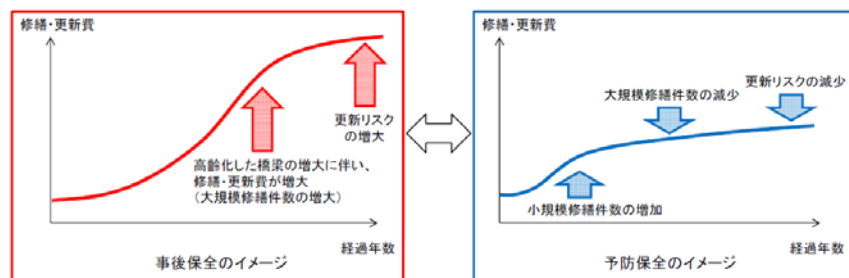 修繕・更新費
更新リスク
の増大
高齢化した橋梁の増大に伴い、
修繕・更新費が増大
（大規模修繕件数の増大）
経過年数
事後保全のイメージ
修繕・更新費
更新リスクの減少
大規模修繕件数の減少
小規模修繕件数の増加
経過年数
予防保全のイメージ